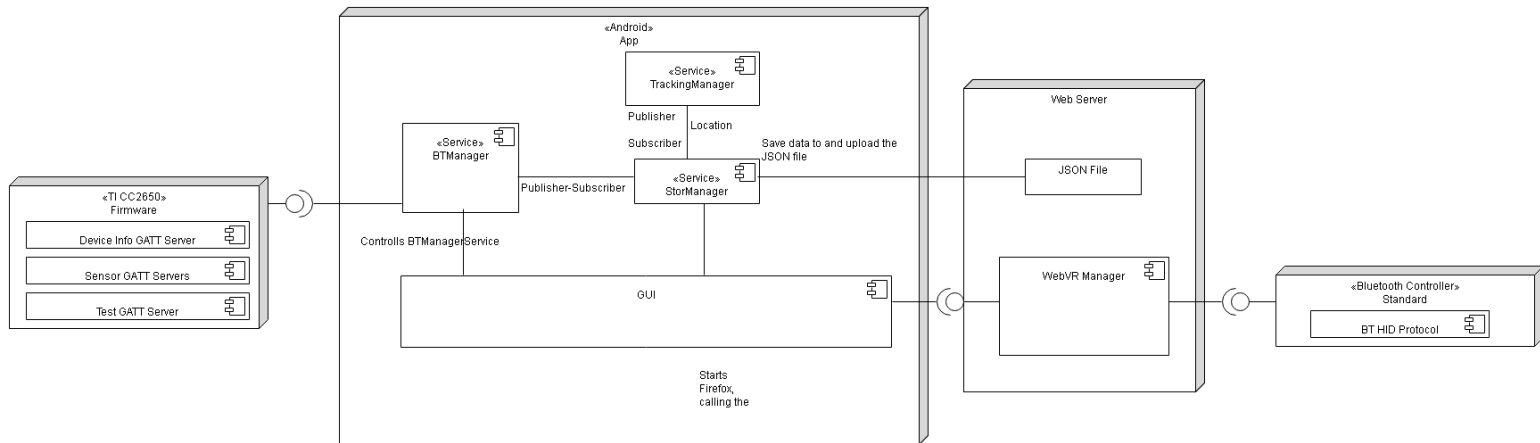 «Android»
App
«Service»
TrackingManager
Publisher
Location
Subscriber
Save data to and upload the
JSON file
«Service»
BTManager
Publisher-Subscriber
«Service»
StorManager
Controlls BTManagerService
GUI
Starts
Firefox,
calling the
«TI CC2650»
Firmware
Device Info GATT Server
Sensor GATT Servers
Test GATT Server
Web Server
JSON File
WebVR Manager
«Bluetooth Controller»
Standard
BT HID Protocol